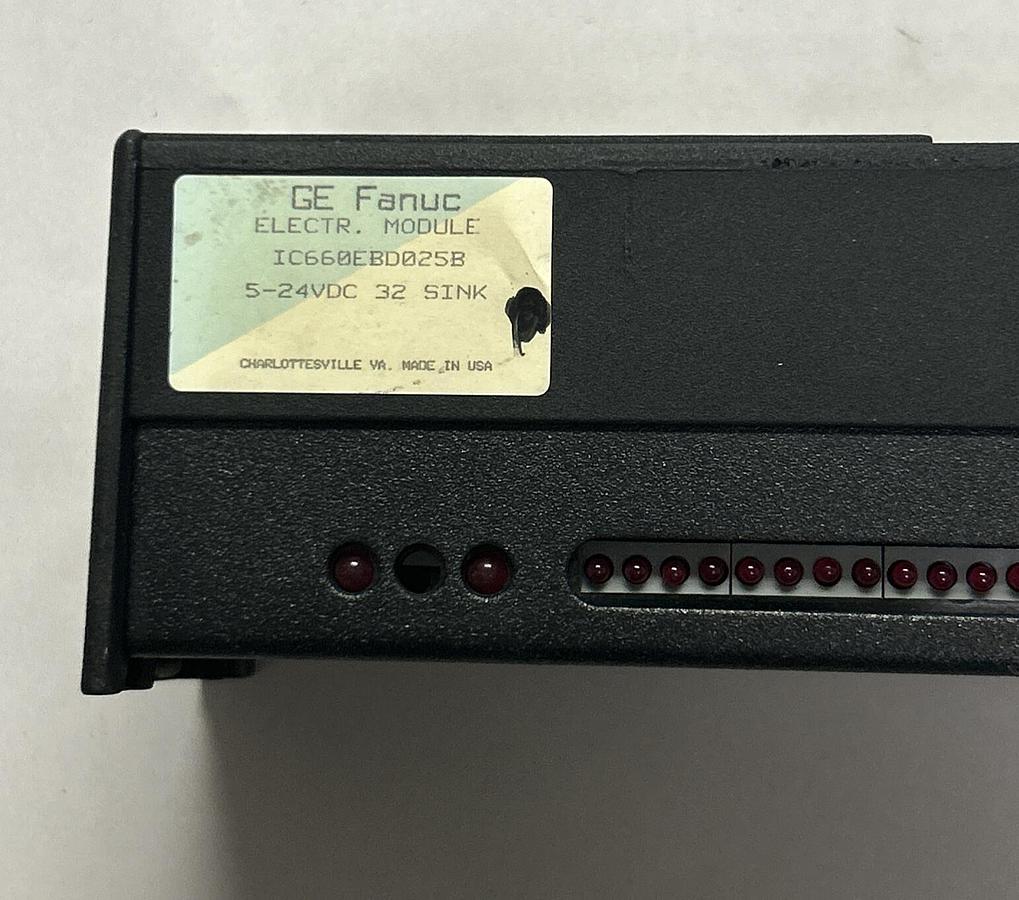 GE Fanuc
ELECTR. MODULE
IC660EBD025B
5-24VDC 32 SINK
CHARLOTTESVILLE VA. MADE IN USA